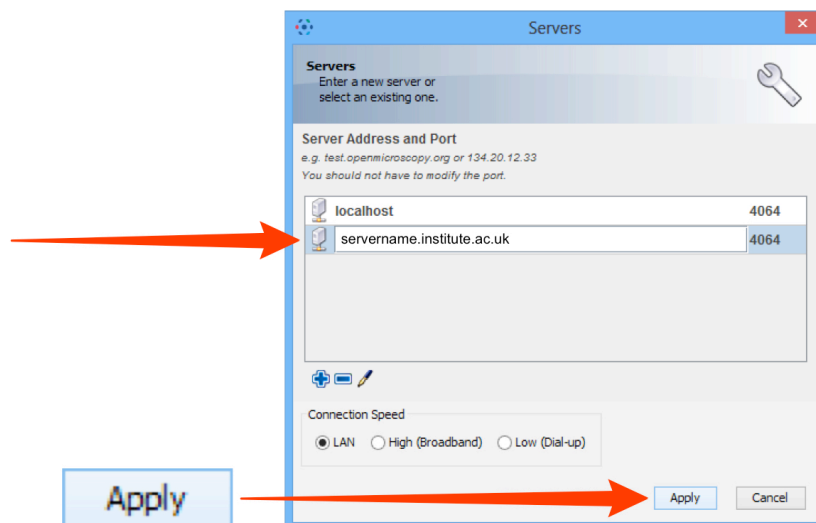 Servers
Servers
Enter a new server or
select an existing one.
Server Address and Port
e.g. test.openmicroscopy.org or 134.20.12.33
You should not have to modify the port.
localhost 4064
servername.institute.ac.uk 4064
Connection Speed
LAN High (Broadband) Low (Dial-up)
Apply Apply Cancel